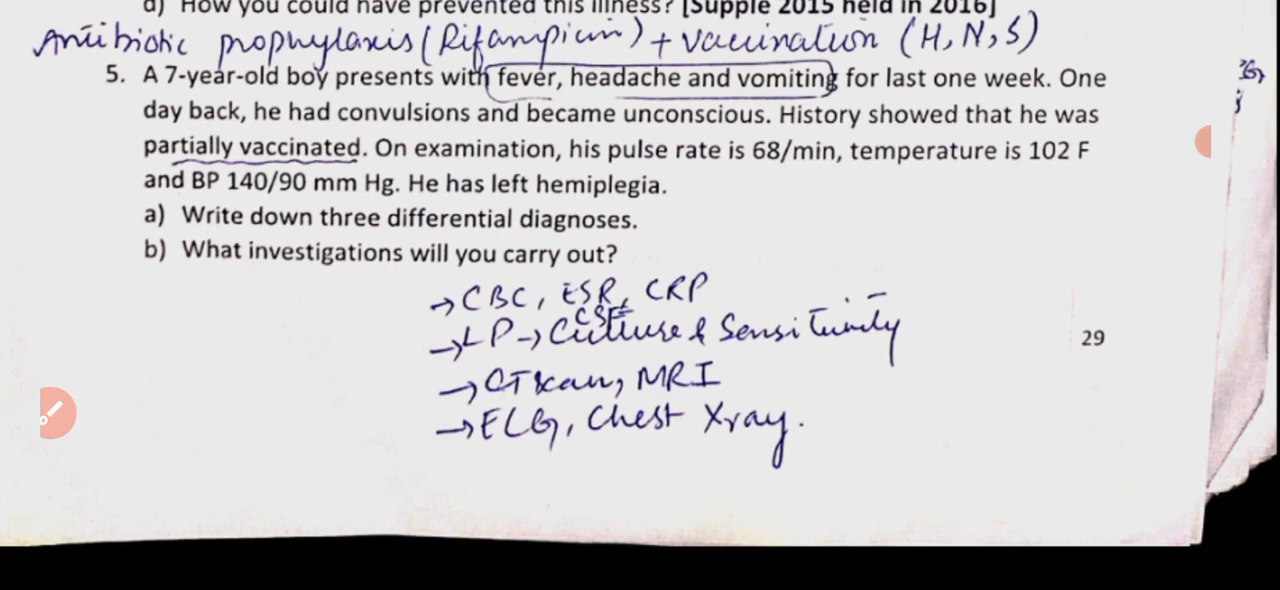 d) How you could have prevented this illness? [Supple 2015 held in 2016]
Antibiotic prophylaxis (Rifampicin) + vaccination (H, N, S)
5. A 7-year-old boy presents with fever, headache and vomiting for last one week. One
day back, he had convulsions and became unconscious. History showed that he was
partially vaccinated. On examination, his pulse rate is 68/min, temperature is 102 F
and BP 140/90 mm Hg. He has left hemiplegia.
a) Write down three differential diagnoses.
b) What investigations will you carry out?
→ CBC, ESR, CRP
CSF
→ LP → Culture & Sensitivity
→ CT scan, MRI
→ ECG, Chest Xray.
29